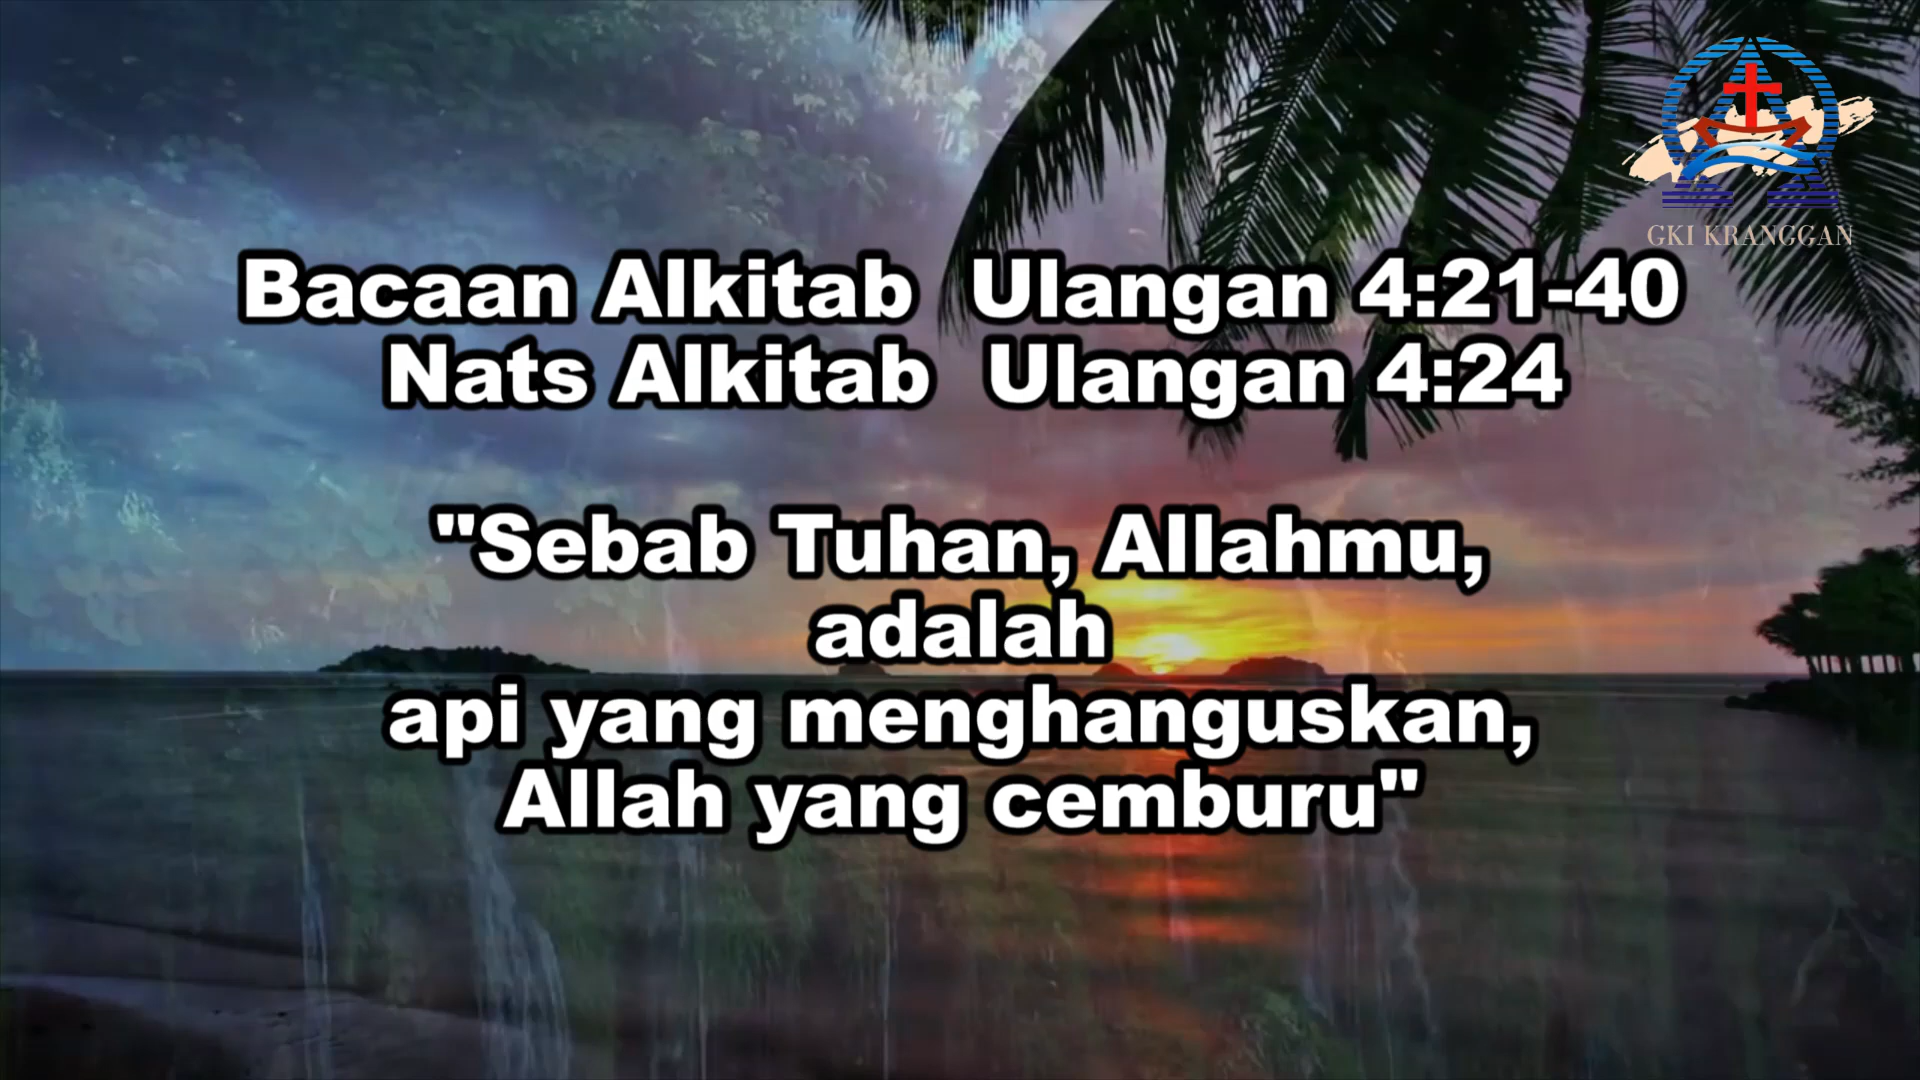 GKI KRANGGAN
Bacaan Alkitab  Ulangan 4:21-40
Nats Alkitab  Ulangan 4:24
"Sebab Tuhan, Allahmu,
adalah
api yang menghanguskan,
Allah yang cemburu"